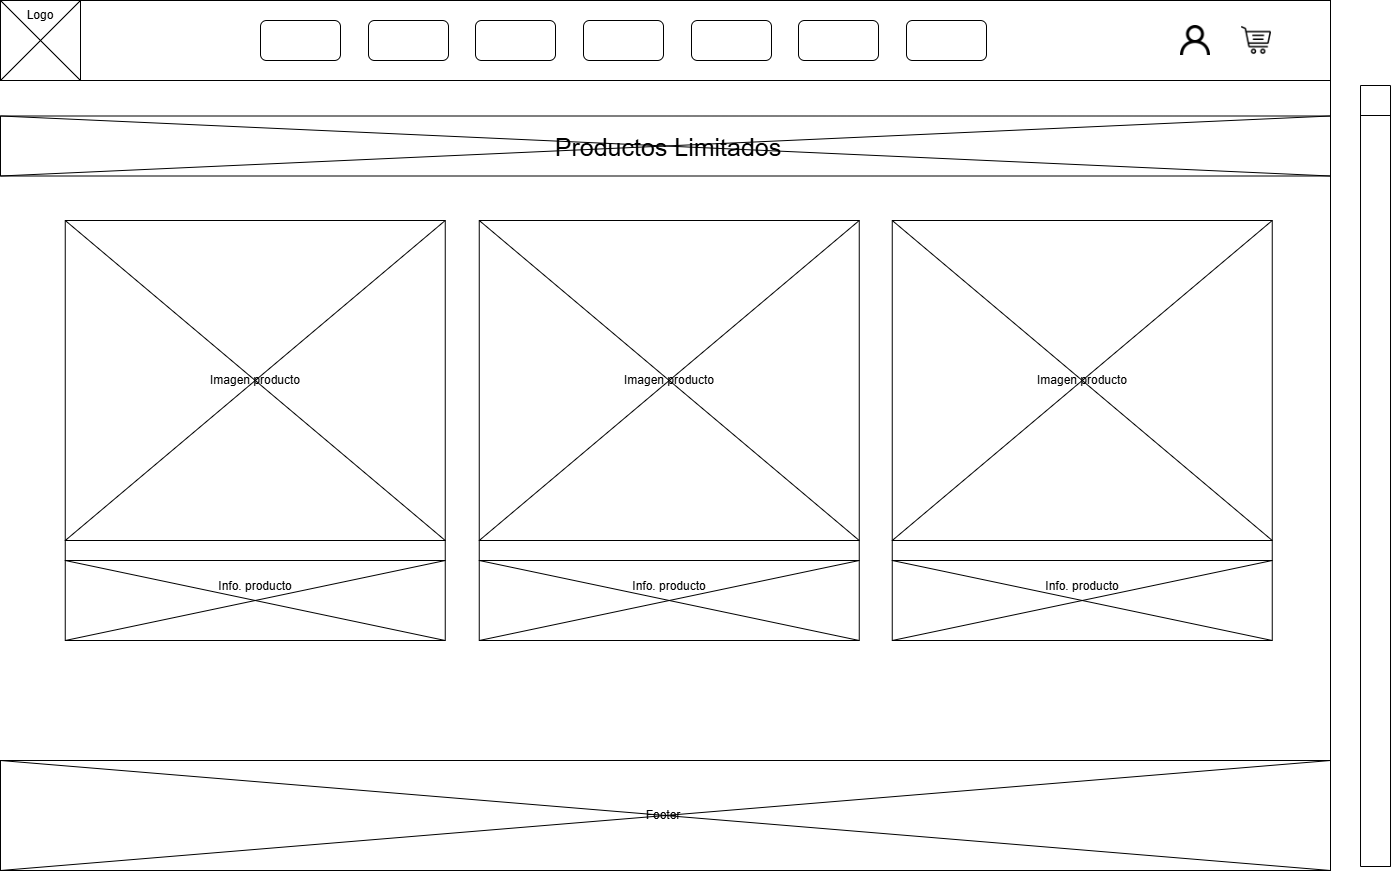 Logo
Productos Limitados
Imagen producto
Imagen producto
Imagen producto
Info. producto
Info. producto
Info. producto
Footer